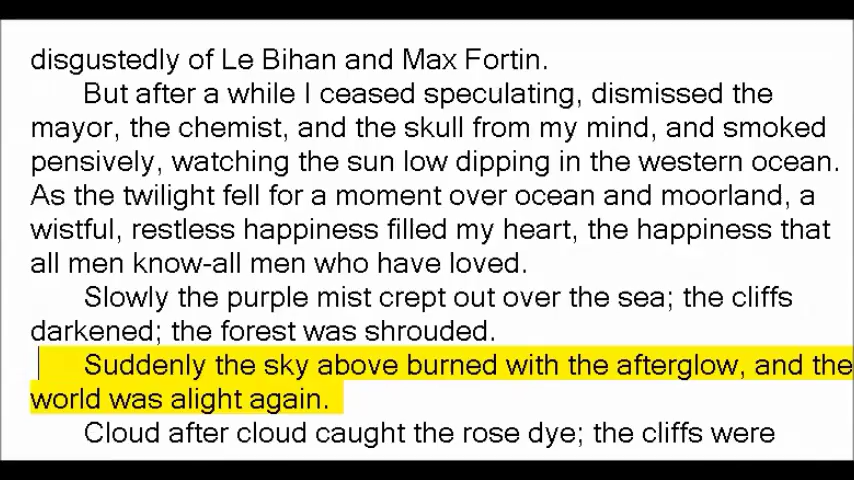 disgustedly of Le Bihan and Max Fortin.
But after a while I ceased speculating, dismissed the
mayor, the chemist, and the skull from my mind, and smoked
pensively, watching the sun low dipping in the western ocean.
As the twilight fell for a moment over ocean and moorland, a
wistful, restless happiness filled my heart, the happiness that
all men know-all men who have loved.
Slowly the purple mist crept out over the sea; the cliffs
darkened; the forest was shrouded.
Suddenly the sky above burned with the afterglow, and the
world was alight again.
Cloud after cloud caught the rose dye; the cliffs were